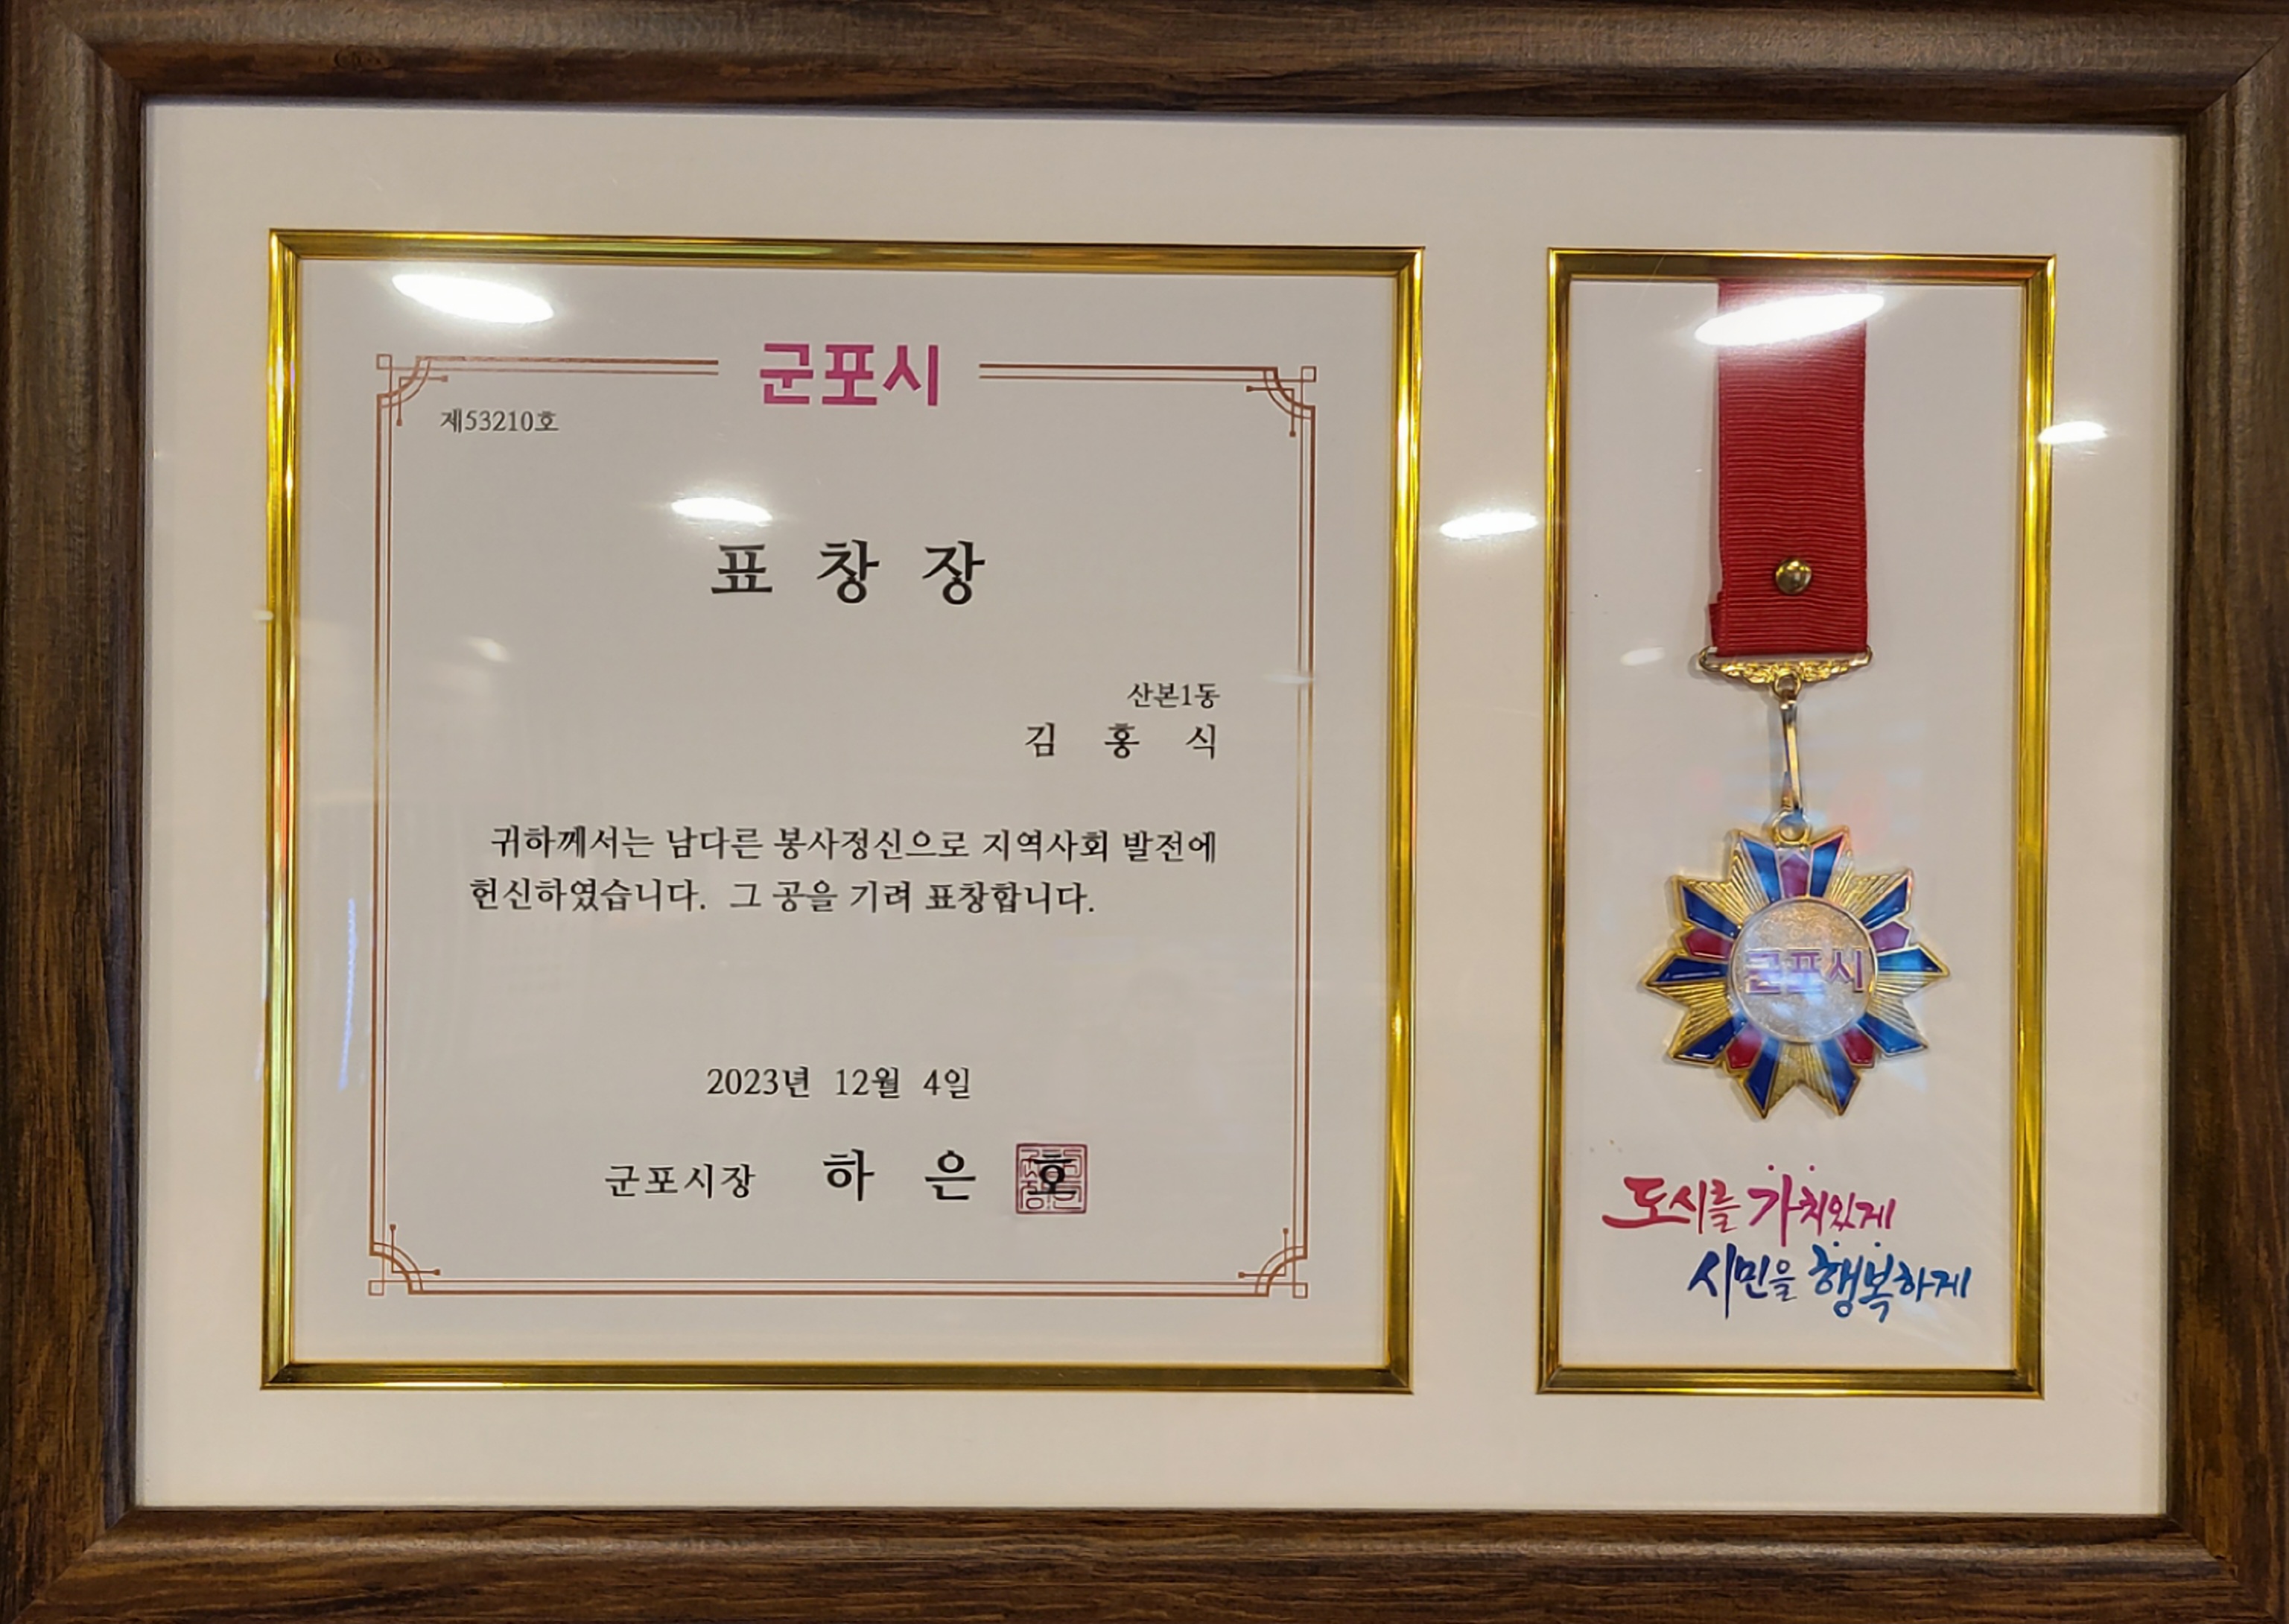 군포시
제53210호
표 창 장
산본1동
김 홍 식
귀하께서는 남다른 봉사정신으로 지역사회 발전에
헌신하였습니다. 그 공을 기려 표창합니다.
2023년 12월 4일
군포시장 하 은 호
군포시
도시를 가치있게
시민을 행복하게